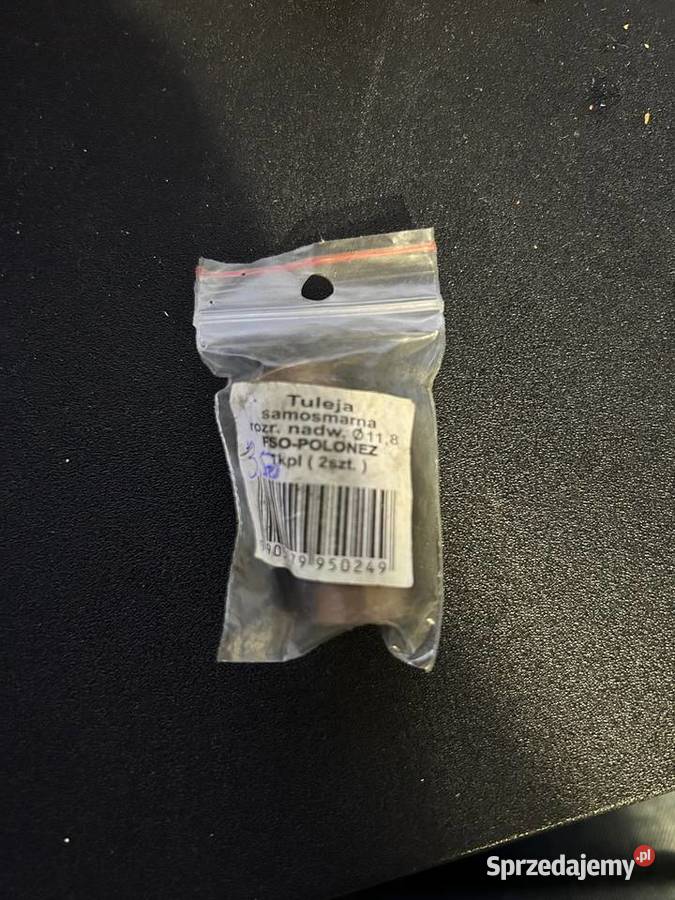 Tuleja
samosmarna
rozr. nadw. Ø11,8
FSO-POLONEZ
1kpl ( 2szt. )
950249
Sprzedajemy.pl